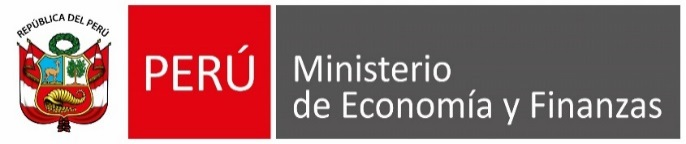 REPÚBLICA DEL PERÚ
PERÚ
Ministerio
de Economía y Finanzas